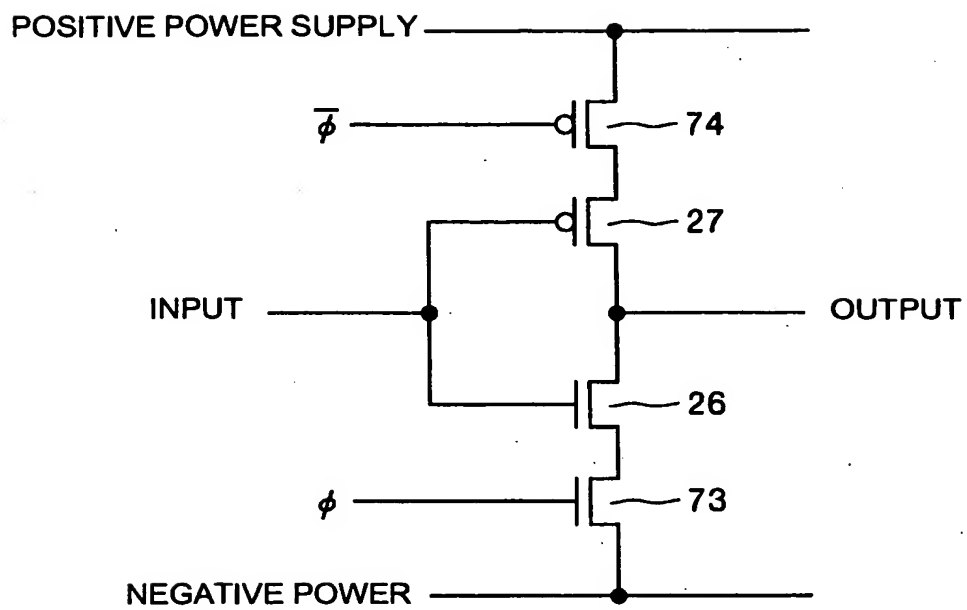 POSITIVE POWER SUPPLY
ϕ̅
74
27
INPUT
OUTPUT
26
ϕ
73
NEGATIVE POWER